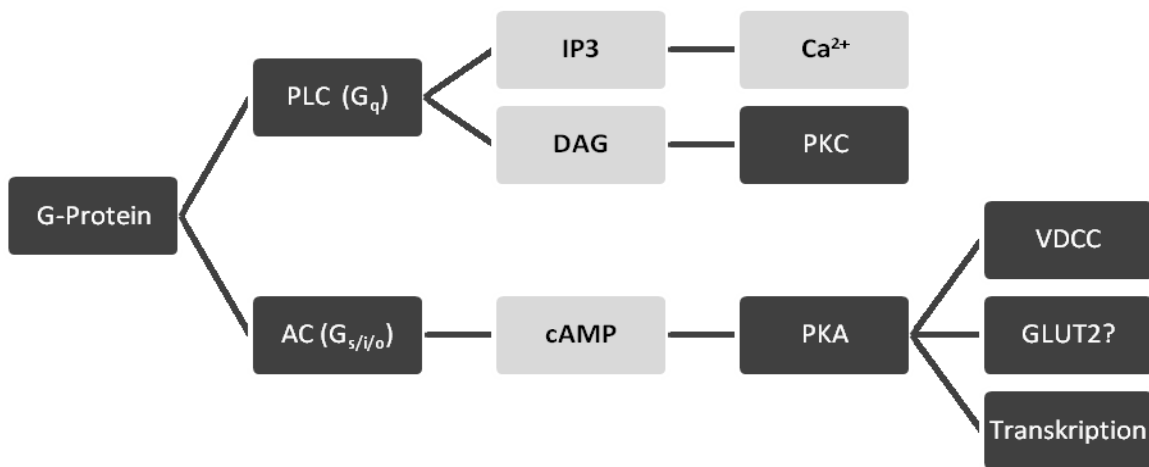 IP3
Ca²⁺
PLC (Gq)
DAG
PKC
G-Protein
VDCC
AC (Gs/i/o)
cAMP
PKA
GLUT2?
Transkription